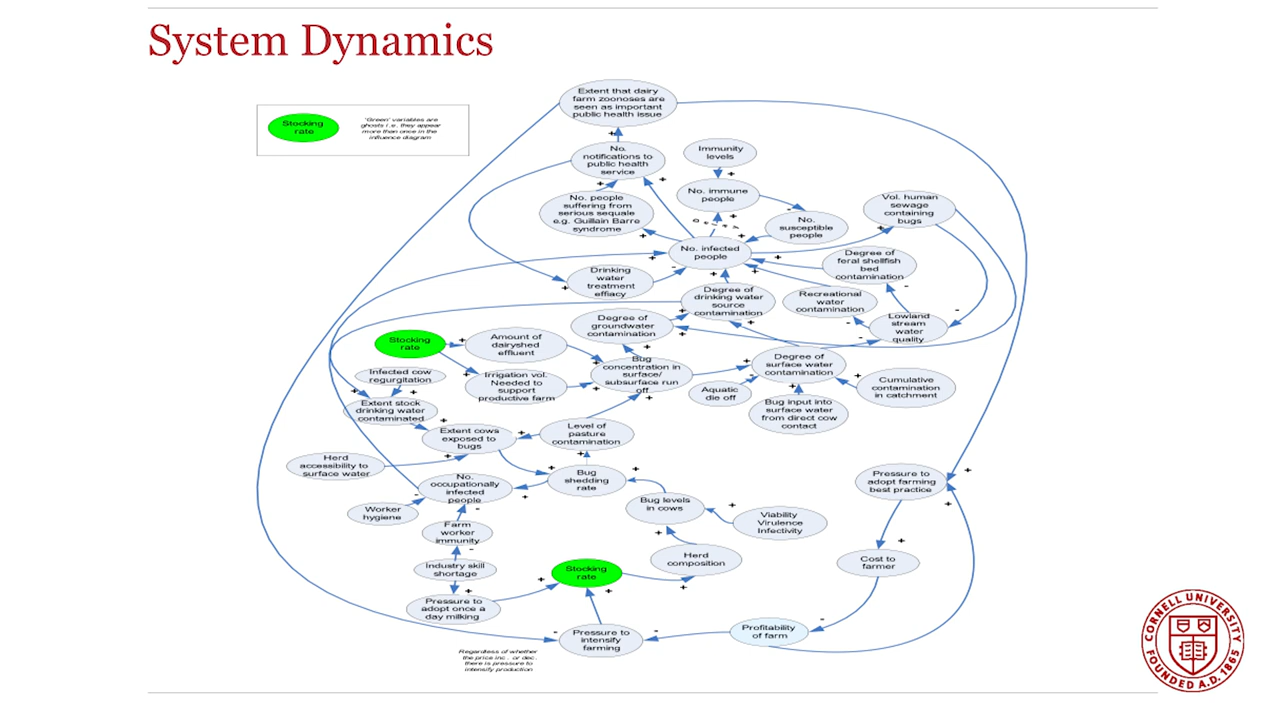 System Dynamics
Stocking
rate
'Green' variables are
ghosts i.e. they appear
more than once in the
influence diagram
Extent that dairy
farm zoonoses are
seen as important
public health issue
+
No.
notifications to
public health
service
+
+
Immunity
levels
+
No. immune
people
+
No. people
suffering from
serious sequale
e.g. Guillain Barre
syndrome
+
-
No.
susceptible
people
+
Vol. human
sewage
containing
bugs
+
No. infected
people
+
+
+
+
Degree of
feral shellfish
bed
contamination
-
Drinking
water
treatment
effiacy
+
-
Degree of
drinking water
source
contamination
+
Recreational
water
contamination
-
-
Lowland
stream
water
quality
-
Degree of
groundwater
contamination
+
+
+
Stocking
rate
+
+
Amount of
dairyshed
effluent
+
Bug
concentration in
surface/
subsurface run
off
+
+
Degree of
surface water
contamination
+
+
Infected cow
regurgitation
+
Irrigation vol.
Needed to
support
productive farm
+
Aquatic
die off
-
+
Cumulative
contamination
in catchment
+
Extent stock
drinking water
contaminated
+
Bug input into
surface water
from direct cow
contact
Extent cows
exposed to
bugs
+
+
Level of
pasture
contamination
+
Herd
accessibility to
surface water
+
Bug
shedding
rate
+
+
Pressure to
adopt farming
best practice
+
+
No.
occupationally
infected
people
+
-
-
Worker
hygiene
Bug levels
in cows
+
+
Viability
Virulence
Infectivity
Farm
worker
immunity
-
Herd
composition
+
Cost to
farmer
+
Industry skill
shortage
+
Stocking
rate
+
+
Pressure to
adopt once a
day milking
Pressure to
intensify
farming
-
-
Profitability
of farm
-
Regardless of whether
the price inc. or dec.
there is pressure to
intensify production
CORNELL UNIVERSITY
FOUNDED A.D. 1865